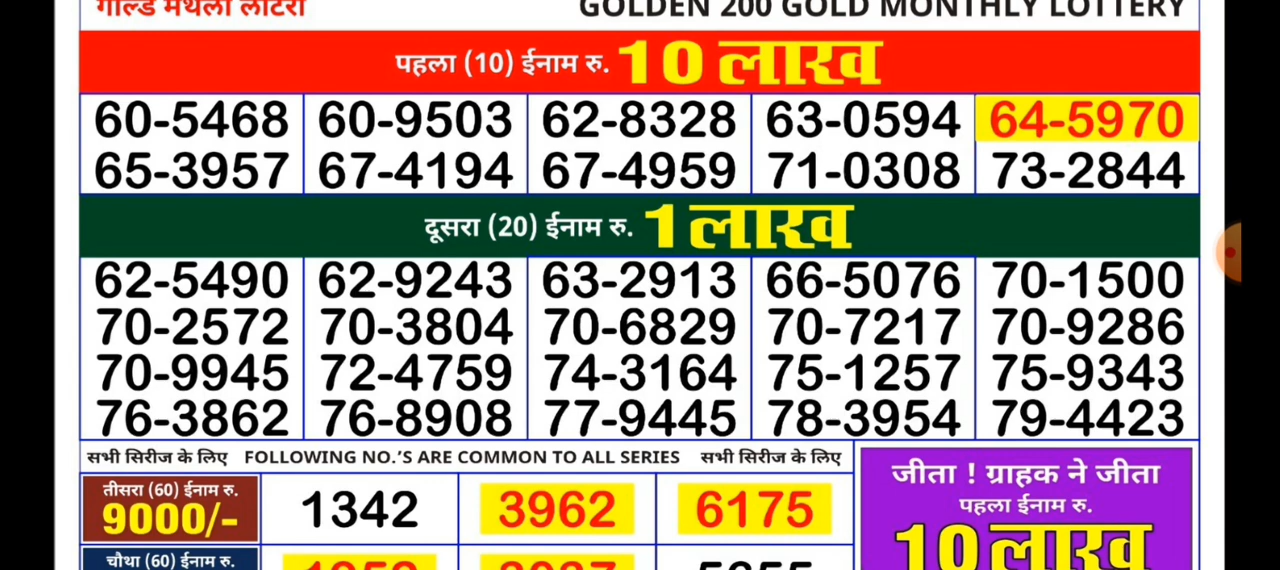 गोल्ड मंथली लॉटरी GOLDEN 200 GOLD MONTHLY LOTTERY
पहला (10) ईनाम रु. 10 लाख
60-5468 60-9503 62-8328 63-0594 64-5970
65-3957 67-4194 67-4959 71-0308 73-2844
दूसरा (20) ईनाम रु. 1 लाख
62-5490 62-9243 63-2913 66-5076 70-1500
70-2572 70-3804 70-6829 70-7217 70-9286
70-9945 72-4759 74-3164 75-1257 75-9343
76-3862 76-8908 77-9445 78-3954 79-4423
सभी सिरीज के लिए FOLLOWING NO.'S ARE COMMON TO ALL SERIES सभी सिरीज के लिए
तीसरा (60) ईनाम रु.
9000/- 1342 3962 6175
चौथा (60) ईनाम रु.
जीता ! ग्राहक ने जीता
पहला ईनाम रु.
10 लाख